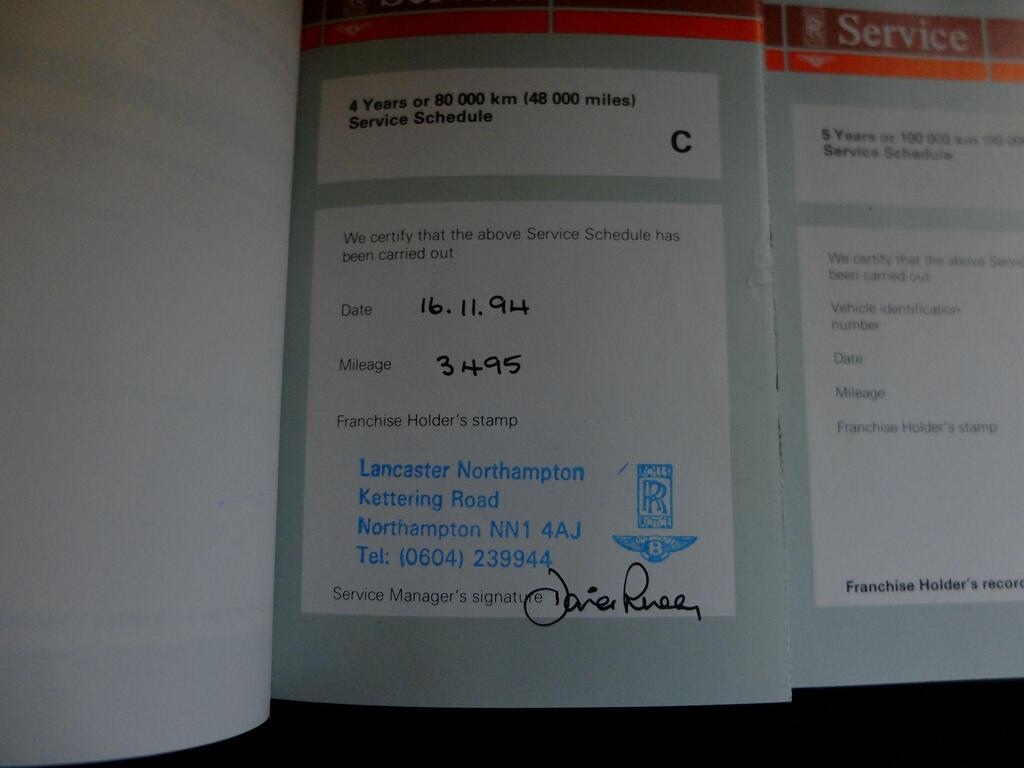 4 Years or 80 000 km (48 000 miles)
Service Schedule
C
We certify that the above Service Schedule has
been carried out
Date 16.11.94
Mileage 3495
Franchise Holder's stamp
Lancaster Northampton
Kettering Road
Northampton NN1 4AJ
Tel: (0604) 239944
ROLLS
RR
ROYCE
B
Service Manager's signature
Service
5 Years or 100 000 km
Service Schedule
We certify that the above
been carried out
Vehicle identification
number
Date
Mileage
Franchise Holder's stamp
Franchise Holder's